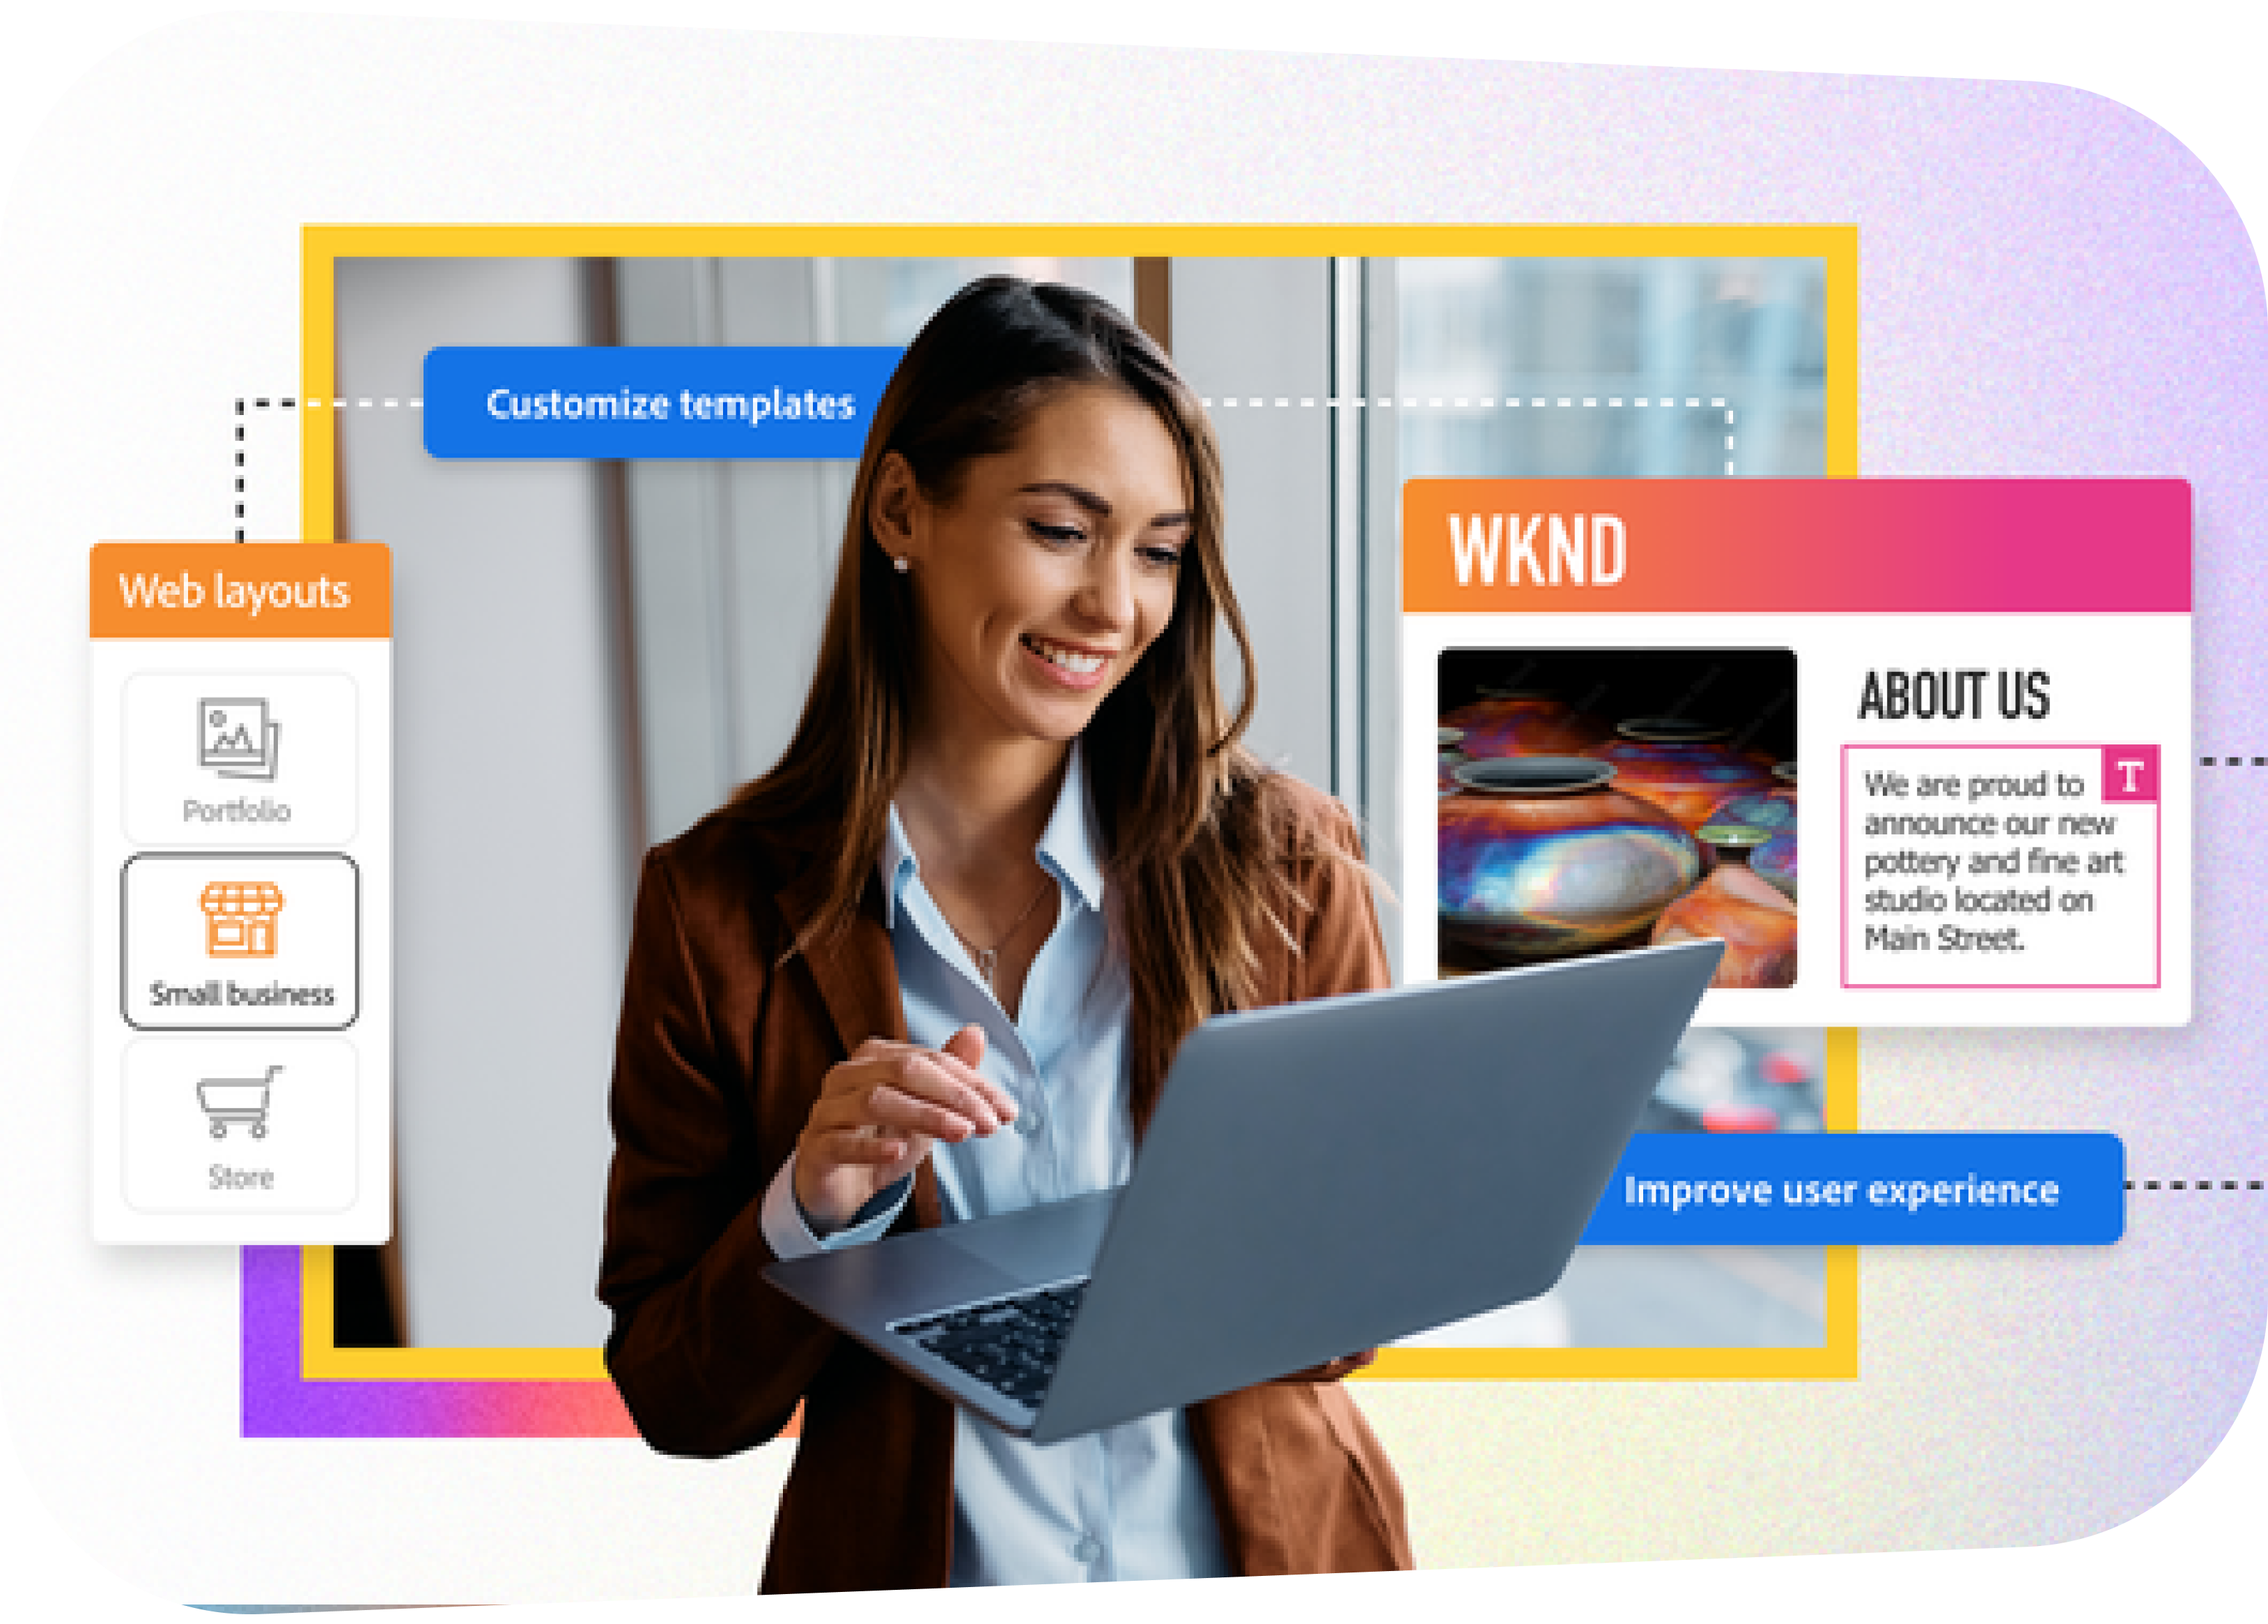 Customize templates
Web layouts
Portfolio
Small business
Store
WKND
ABOUT US
T
We are proud to
announce our new
pottery and fine art
studio located on
Main Street.
Improve user experience